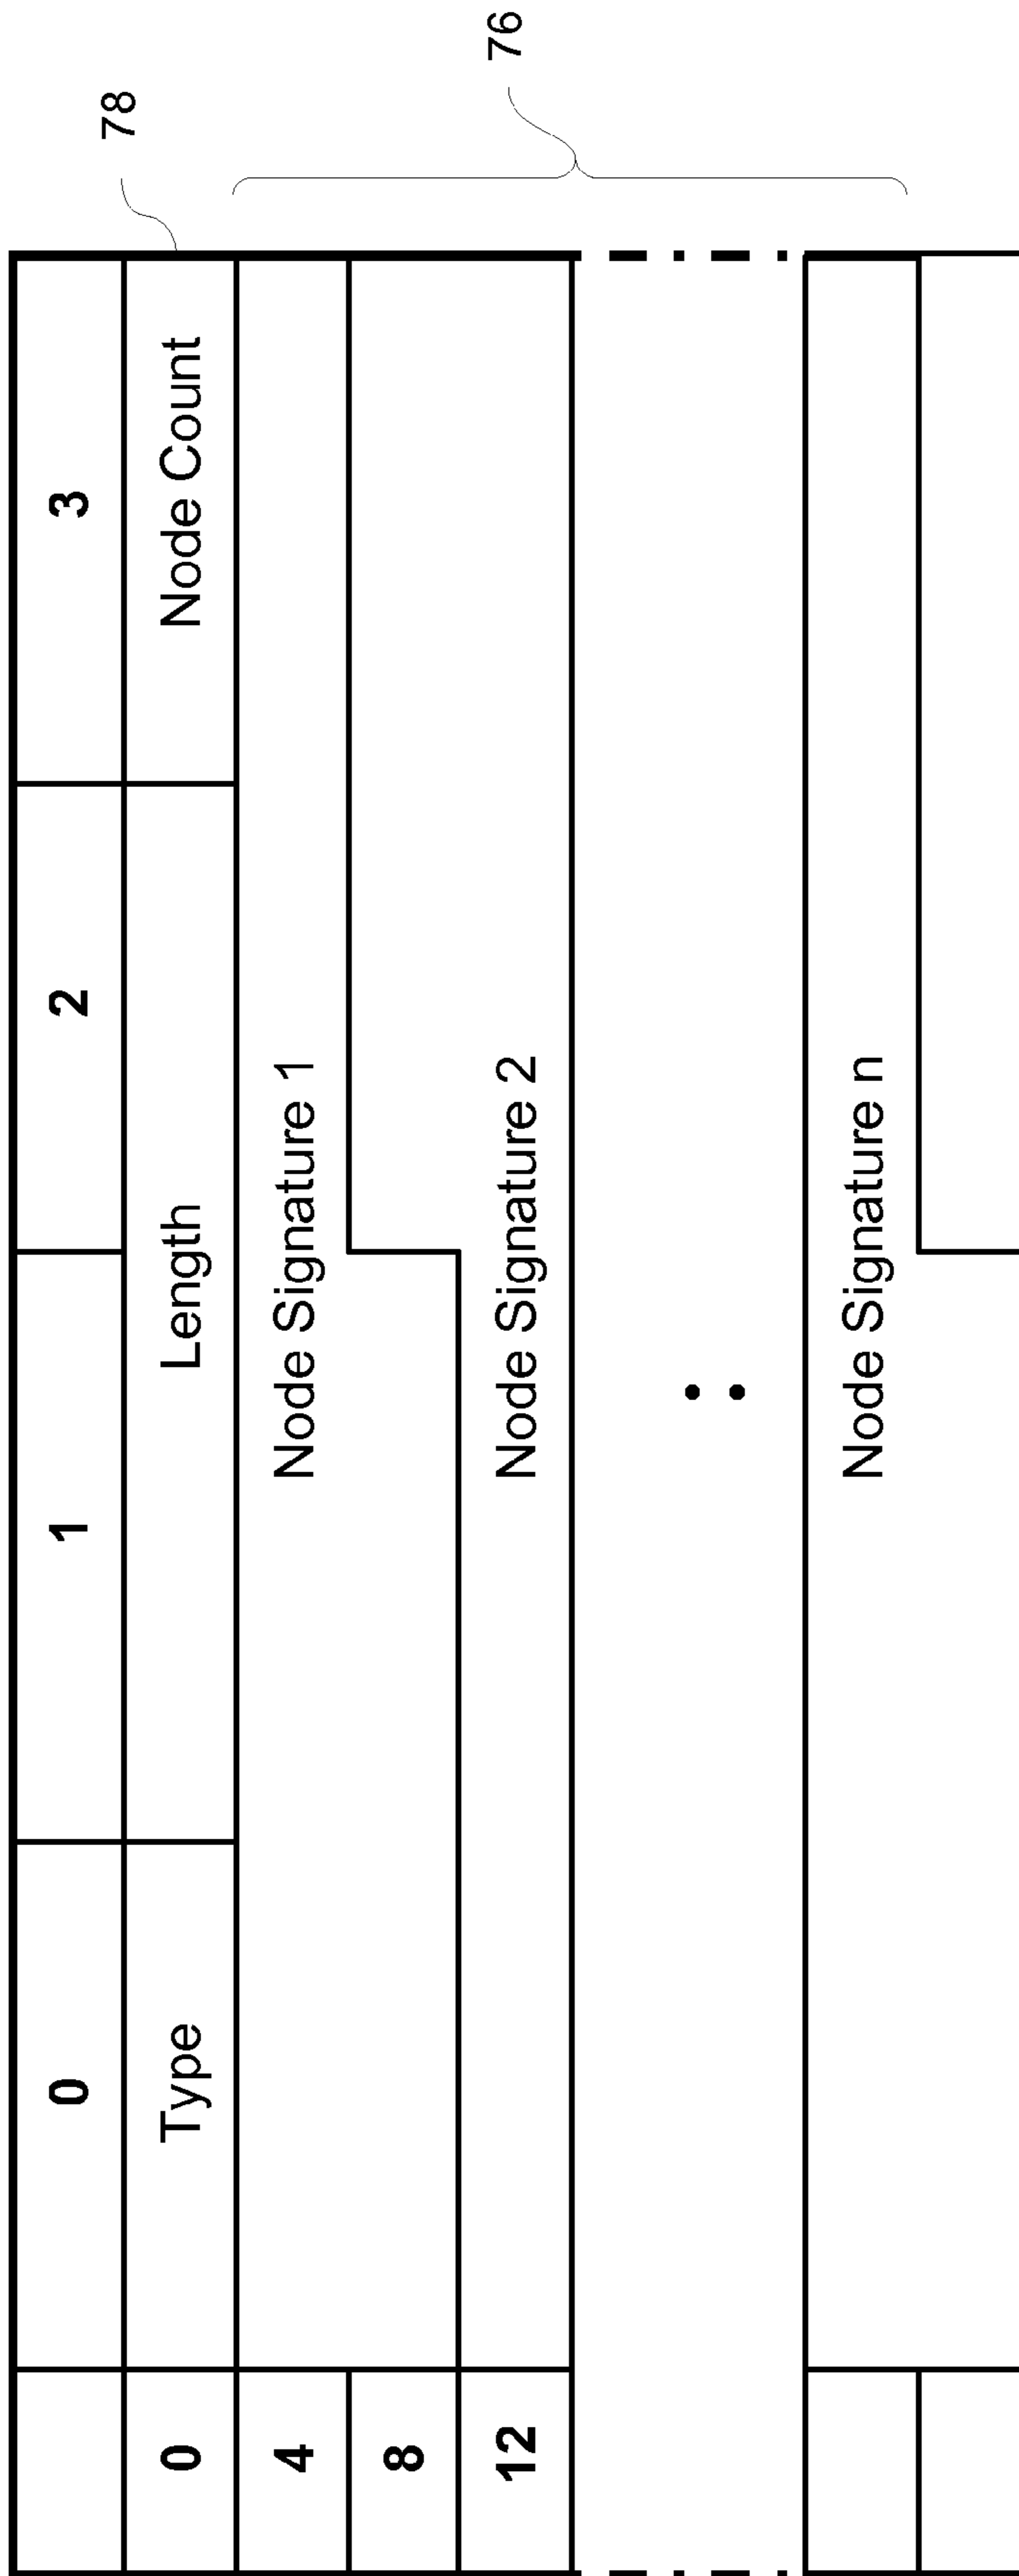 0 1 2 3
0 Type Length Node Count 78
4 Node Signature 1
8
12 Node Signature 2
76
Node Signature n